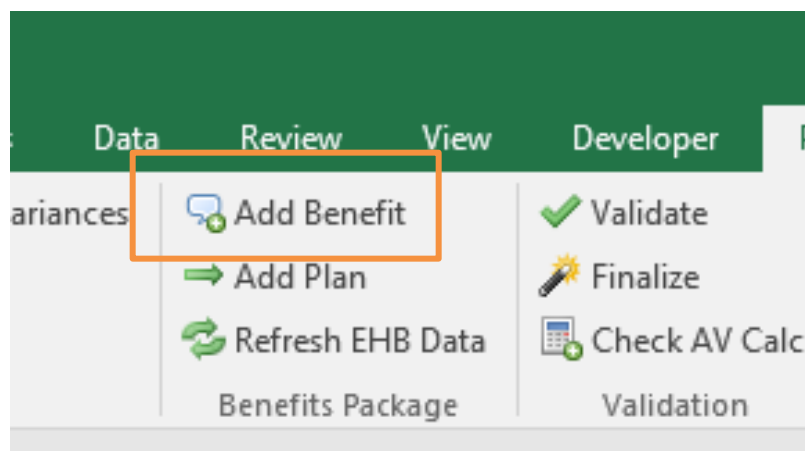 Data Review View Developer
ariances Add Benefit Validate
Add Plan Finalize
Refresh EHB Data Check AV Calc
Benefits Package Validation